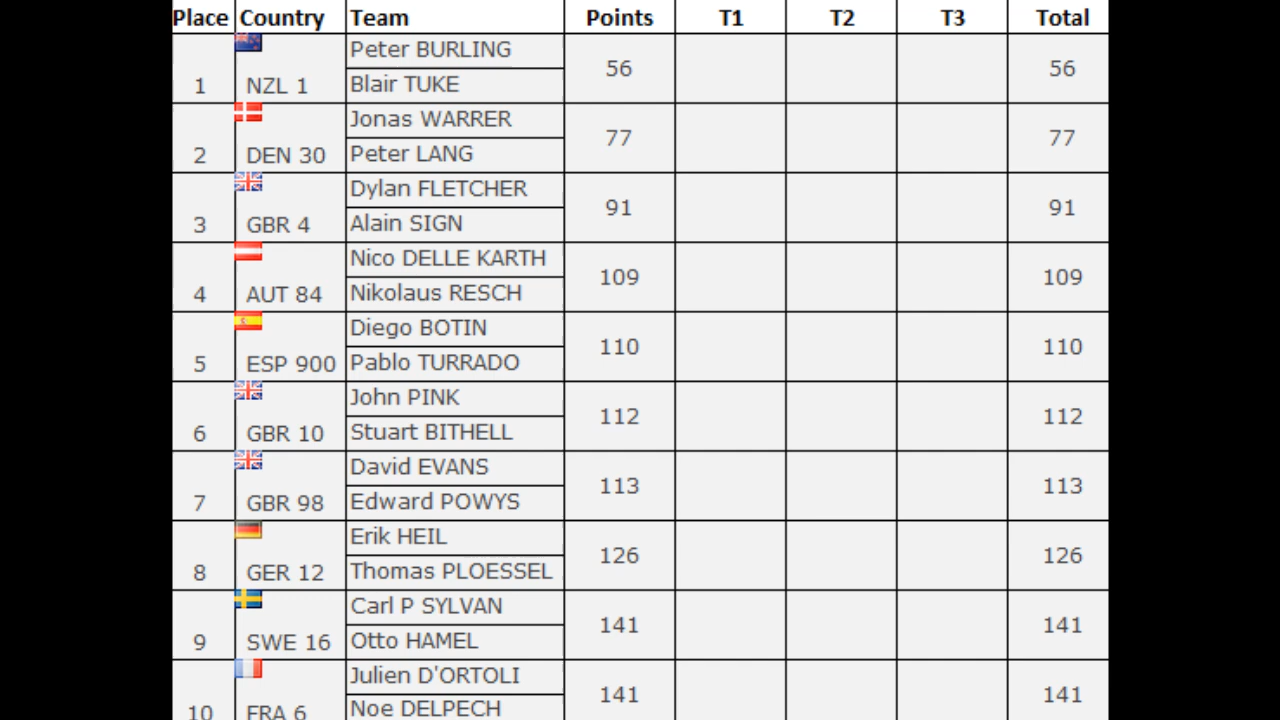 Place Country Team Points T1 T2 T3 Total
1 NZL 1 Peter BURLING Blair TUKE 56 56
2 DEN 30 Jonas WARRER Peter LANG 77 77
3 GBR 4 Dylan FLETCHER Alain SIGN 91 91
4 AUT 84 Nico DELLE KARTH Nikolaus RESCH 109 109
5 ESP 900 Diego BOTIN Pablo TURRADO 110 110
6 GBR 10 John PINK Stuart BITHELL 112 112
7 GBR 98 David EVANS Edward POWYS 113 113
8 GER 12 Erik HEIL Thomas PLOESSEL 126 126
9 SWE 16 Carl P SYLVAN Otto HAMEL 141 141
10 FRA 6 Julien D'ORTOLI Noe DELPECH 141 141